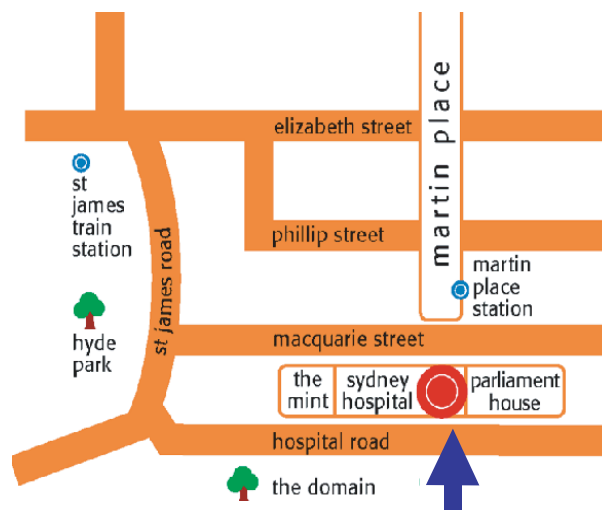 elizabeth street
martin place
st
james
train
station
phillip street
st james road
martin
place
station
hyde
park
macquarie street
the
mint
sydney
hospital
parliament
house
hospital road
the domain